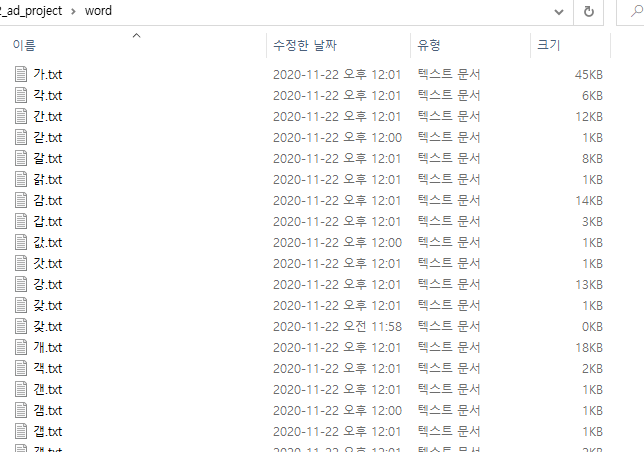 2_ad_project > word
이름 수정한 날짜 유형 크기
가.txt 2020-11-22 오후 12:01 텍스트 문서 45KB
각.txt 2020-11-22 오후 12:01 텍스트 문서 6KB
간.txt 2020-11-22 오후 12:01 텍스트 문서 12KB
갇.txt 2020-11-22 오후 12:00 텍스트 문서 1KB
갈.txt 2020-11-22 오후 12:01 텍스트 문서 8KB
갉.txt 2020-11-22 오후 12:01 텍스트 문서 1KB
감.txt 2020-11-22 오후 12:01 텍스트 문서 14KB
갑.txt 2020-11-22 오후 12:01 텍스트 문서 3KB
값.txt 2020-11-22 오후 12:00 텍스트 문서 1KB
갓.txt 2020-11-22 오후 12:01 텍스트 문서 1KB
강.txt 2020-11-22 오후 12:01 텍스트 문서 13KB
갖.txt 2020-11-22 오후 12:01 텍스트 문서 1KB
갗.txt 2020-11-22 오전 11:58 텍스트 문서 0KB
개.txt 2020-11-22 오후 12:01 텍스트 문서 18KB
객.txt 2020-11-22 오후 12:01 텍스트 문서 2KB
갠.txt 2020-11-22 오후 12:01 텍스트 문서 1KB
갬.txt 2020-11-22 오후 12:00 텍스트 문서 1KB
갭.txt 2020-11-22 오후 12:01 텍스트 문서 1KB